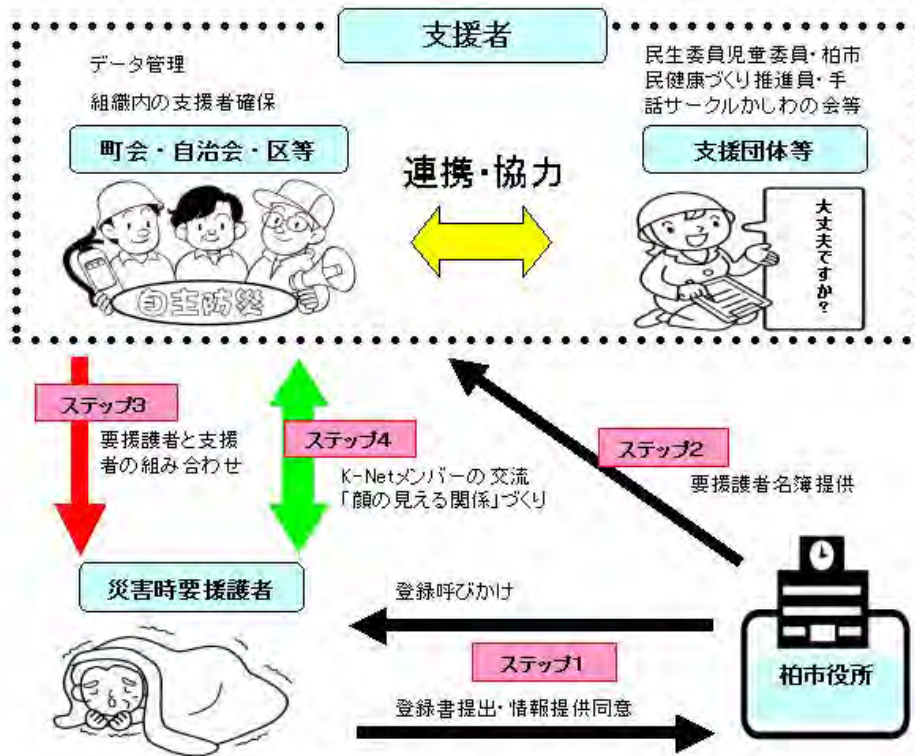 支援者
データ管理
組織内の支援者確保
町会・自治会・区等
民生委員児童委員・柏市
民健康づくり推進員・手
話サークルかしわの会等
支援団体等
連携・協力
自主防災
大丈夫ですか？
ステップ3
要援護者と支援
者の組み合わせ
ステップ4
K-Netメンバーの交流
「顔の見える関係」づくり
ステップ2
要援護者名簿提供
災害時要援護者
登録呼びかけ
ステップ1
登録書提出・情報提供同意
柏市役所